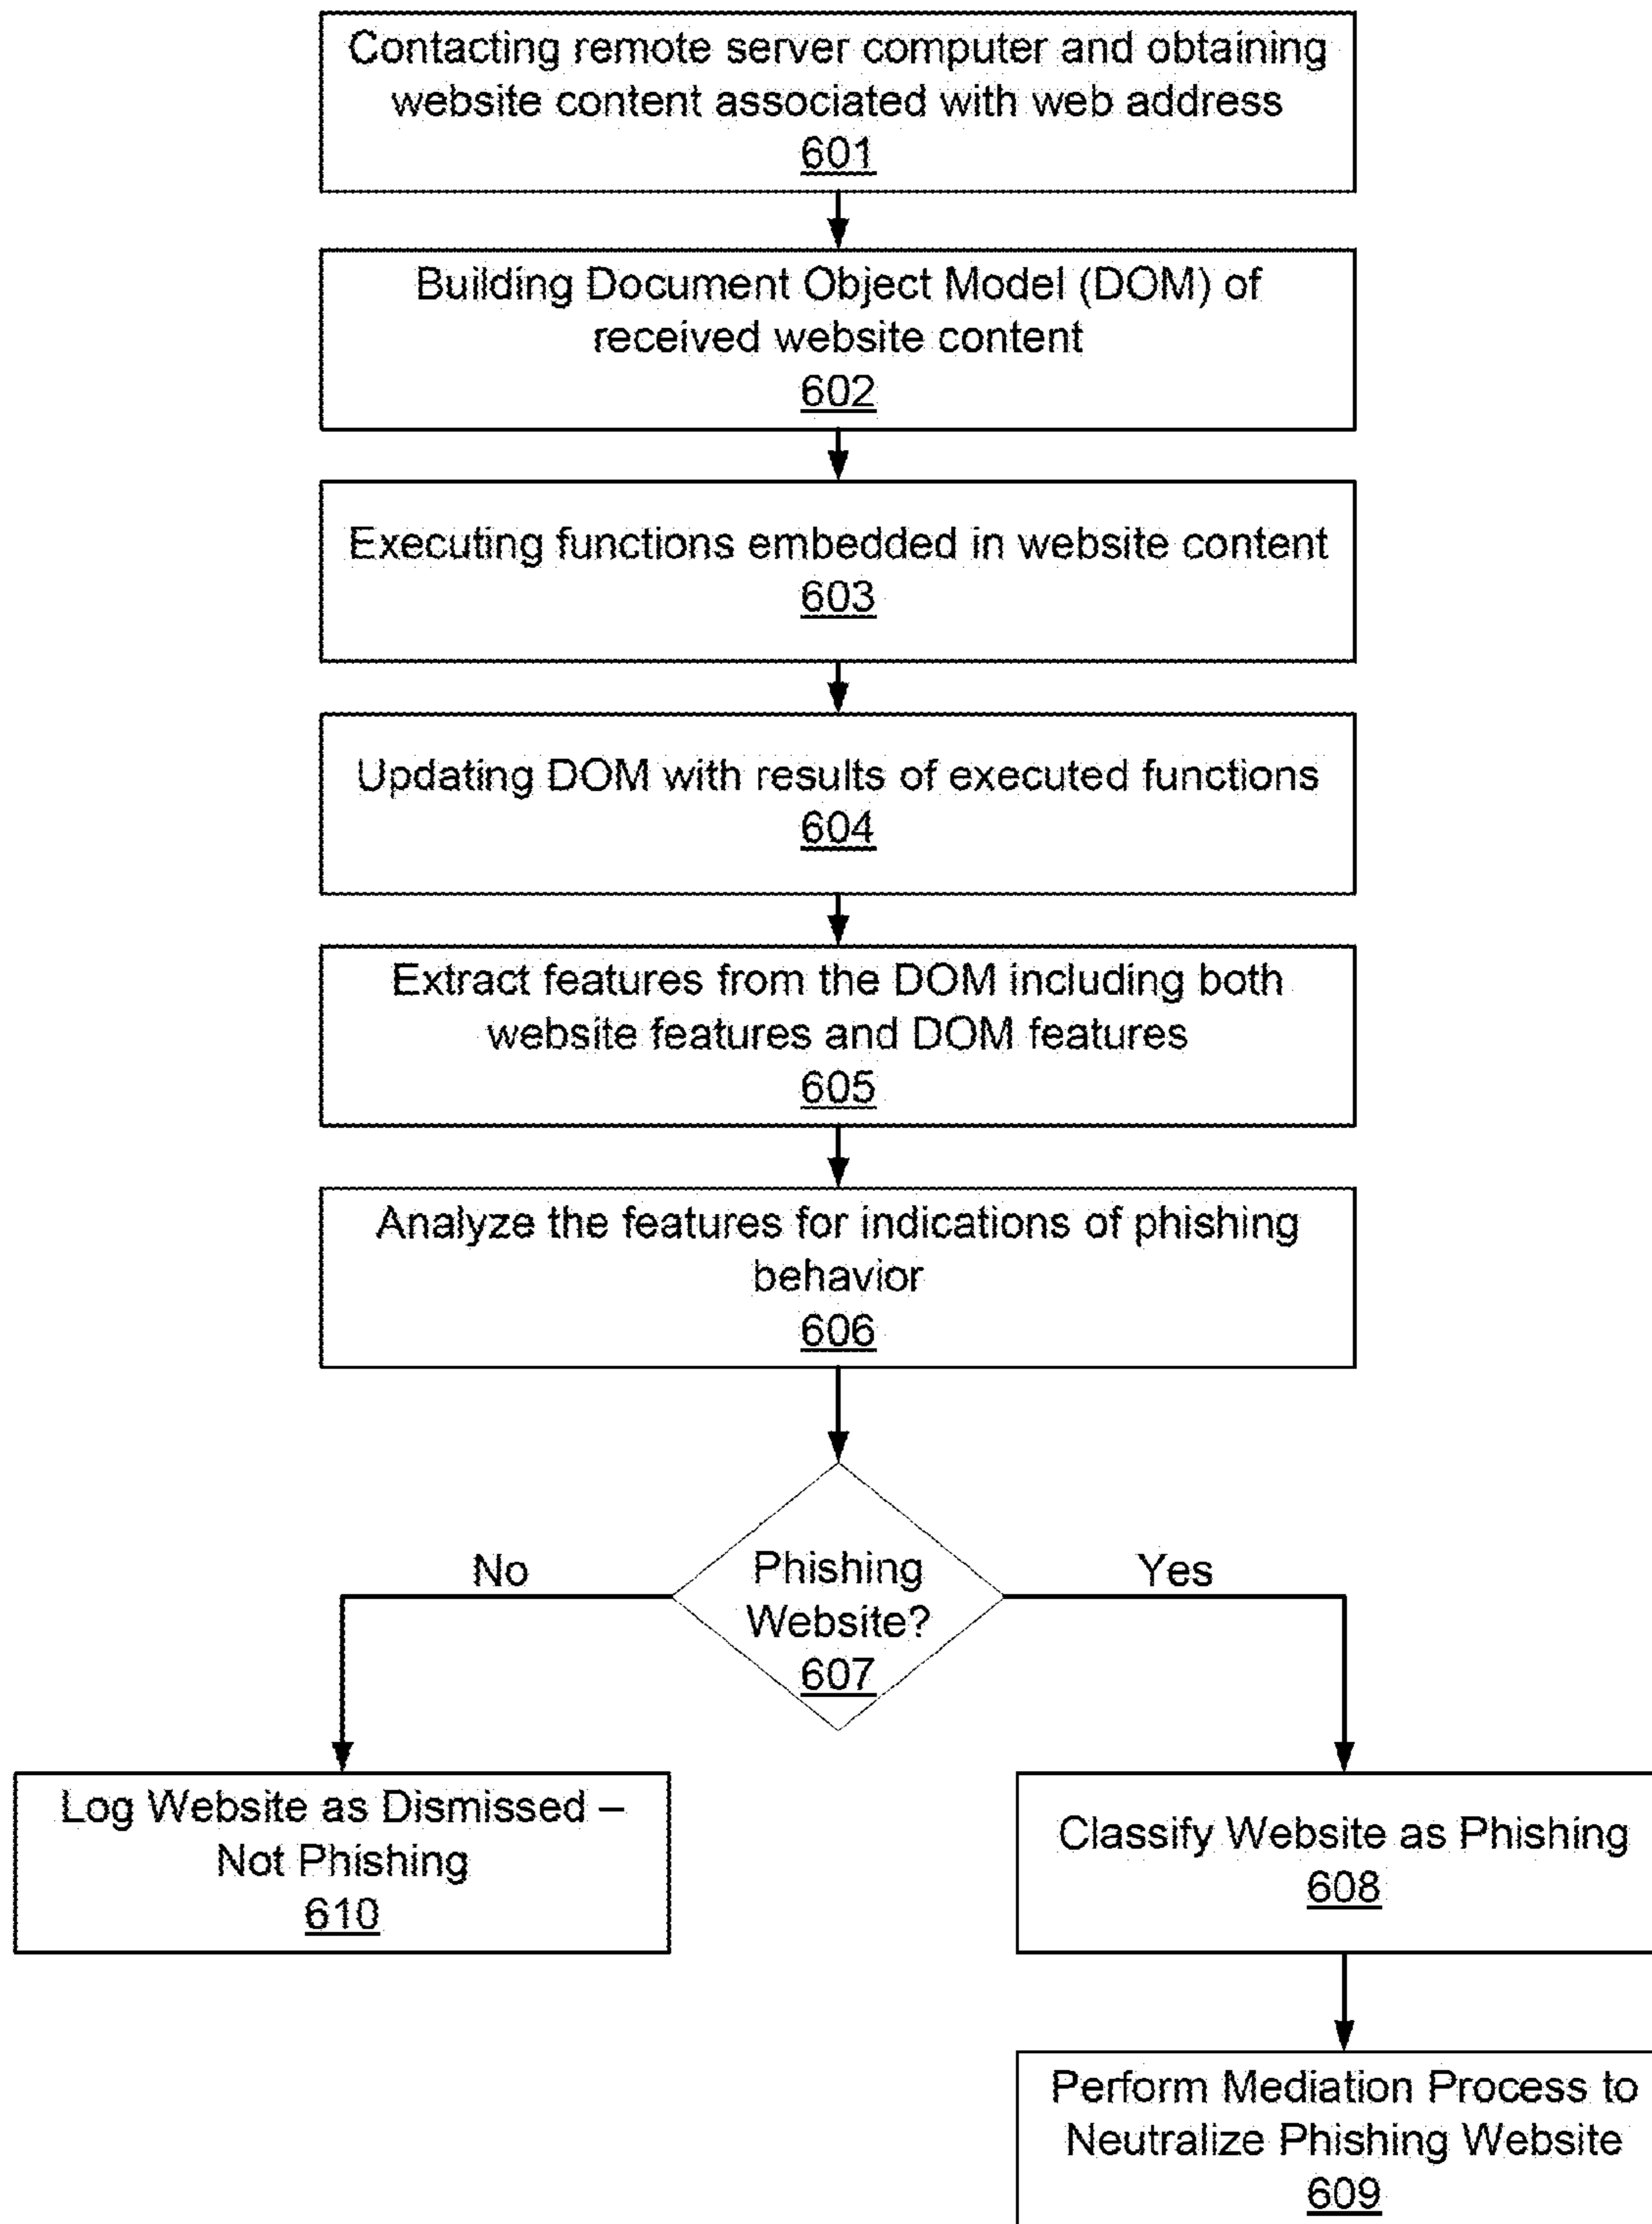 Contacting remote server computer and obtaining
website content associated with web address
601
Building Document Object Model (DOM) of
received website content
602
Executing functions embedded in website content
603
Updating DOM with results of executed functions
604
Extract features from the DOM including both
website features and DOM features
605
Analyze the features for indications of phishing
behavior
606
No
Phishing
Website?
607
Yes
Log Website as Dismissed –
Not Phishing
610
Classify Website as Phishing
608
Perform Mediation Process to
Neutralize Phishing Website
609